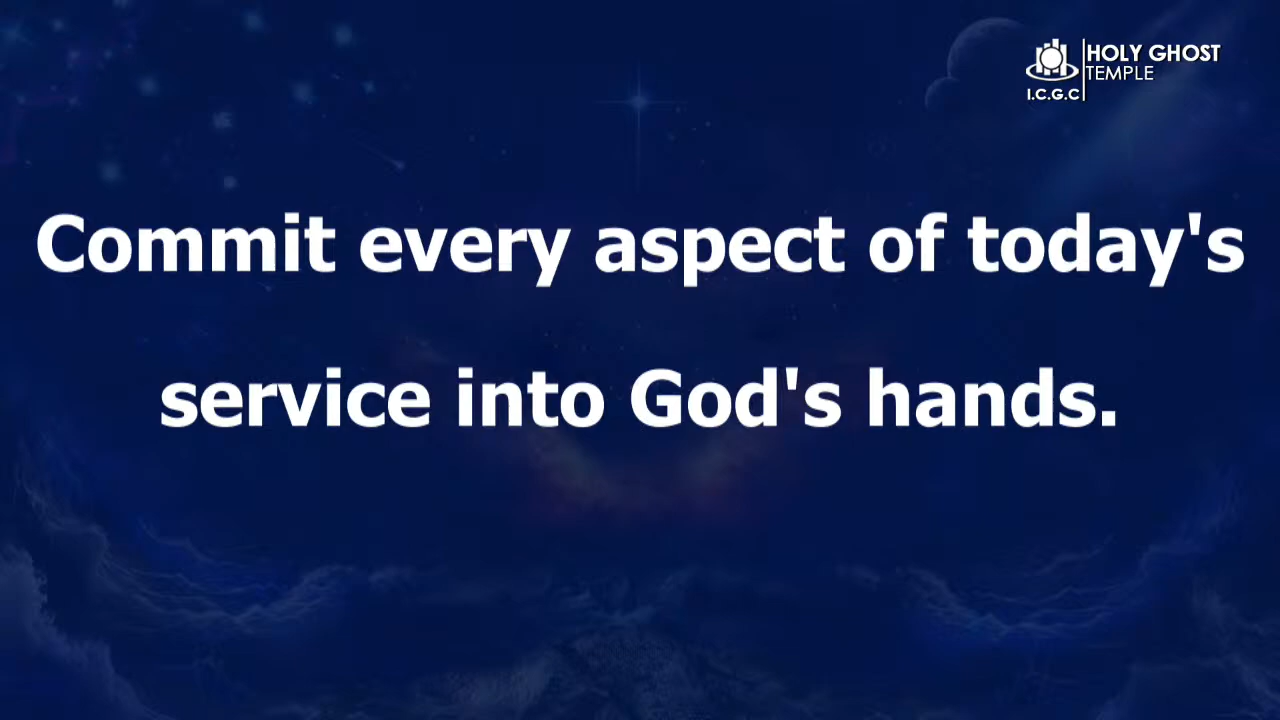 HOLY GHOST
TEMPLE
I.C.G.C
Commit every aspect of today's
service into God's hands.